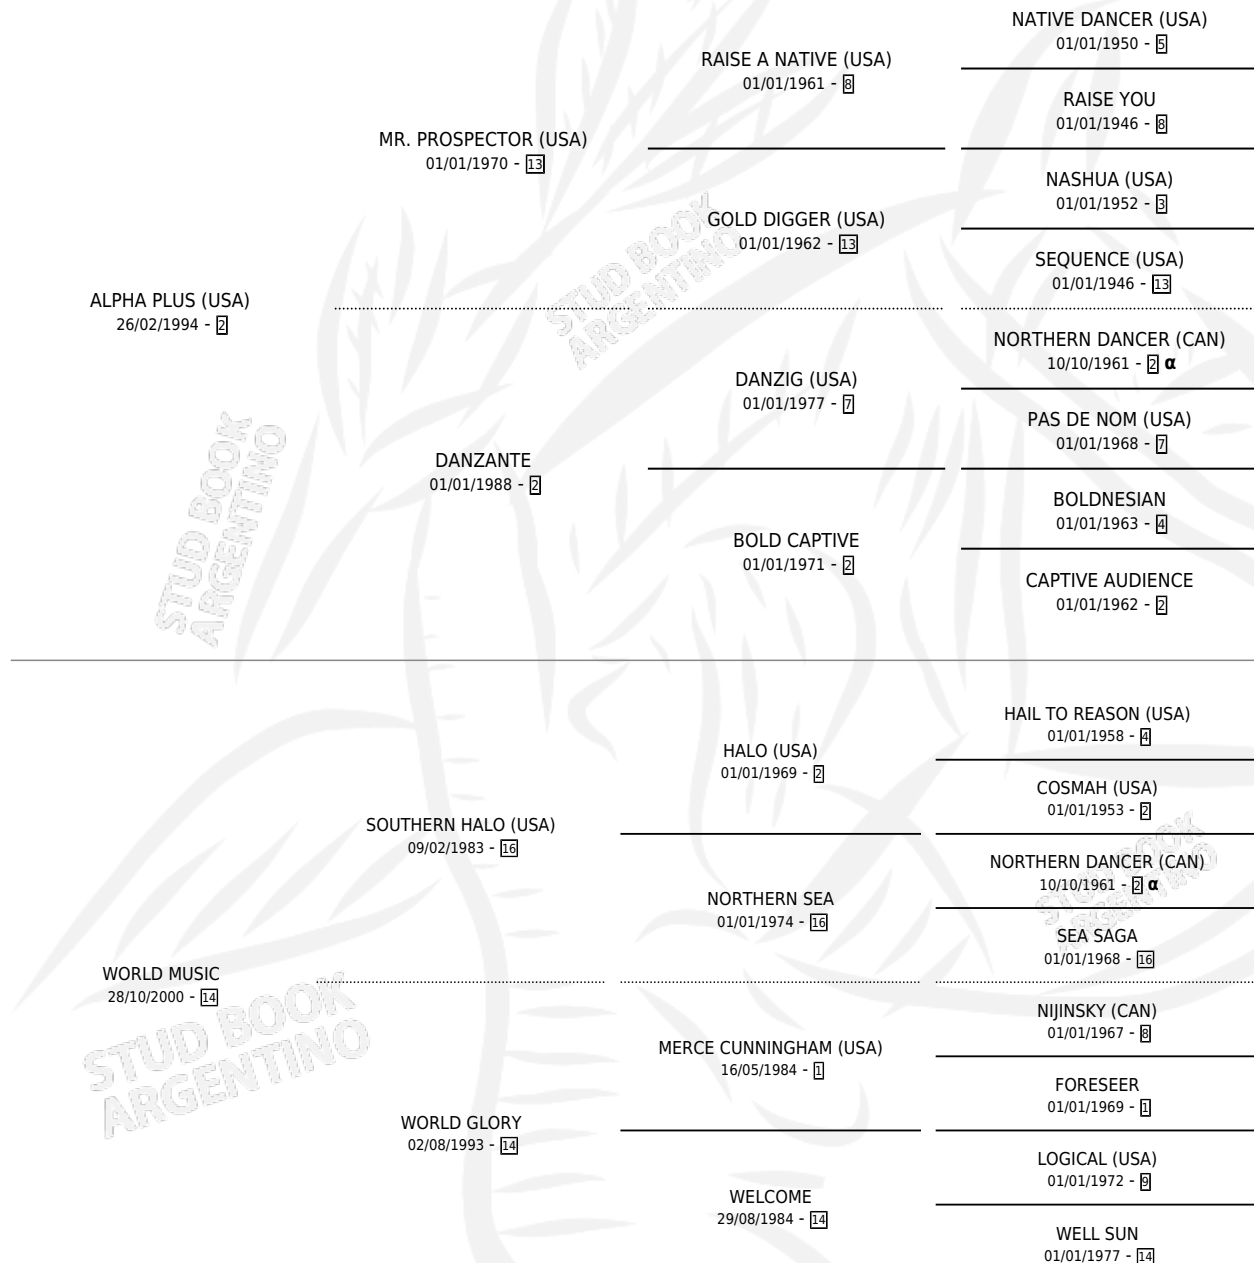 NATIVE DANCER (USA)
01/01/1950 - 5
RAISE A NATIVE (USA)
01/01/1961 - 8
RAISE YOU
01/01/1946 - 8
MR. PROSPECTOR (USA)
01/01/1970 - 13
NASHUA (USA)
01/01/1952 - 3
GOLD DIGGER (USA)
01/01/1962 - 13
SEQUENCE (USA)
01/01/1946 - 13
ALPHA PLUS (USA)
26/02/1994 - 2
NORTHERN DANCER (CAN)
10/10/1961 - 2 α
DANZIG (USA)
01/01/1977 - 7
PAS DE NOM (USA)
01/01/1968 - 7
DANZANTE
01/01/1988 - 2
BOLDNESIAN
01/01/1963 - 4
BOLD CAPTIVE
01/01/1971 - 2
CAPTIVE AUDIENCE
01/01/1962 - 2
HAIL TO REASON (USA)
01/01/1958 - 4
HALO (USA)
01/01/1969 - 2
COSMAH (USA)
01/01/1953 - 2
SOUTHERN HALO (USA)
09/02/1983 - 16
NORTHERN DANCER (CAN)
10/10/1961 - 2 α
NORTHERN SEA
01/01/1974 - 16
SEA SAGA
01/01/1968 - 16
WORLD MUSIC
28/10/2000 - 14
NIJINSKY (CAN)
01/01/1967 - 8
MERCE CUNNINGHAM (USA)
16/05/1984 - 1
FORESEER
01/01/1969 - 1
WORLD GLORY
02/08/1993 - 14
LOGICAL (USA)
01/01/1972 - 9
WELCOME
29/08/1984 - 14
WELL SUN
01/01/1977 - 14
STUD BOOK
ARGENTINO
STUD BOOK
ARGENTINO
STUD BOOK
ARGENTINO
STUD BOOK
ARGENTINO